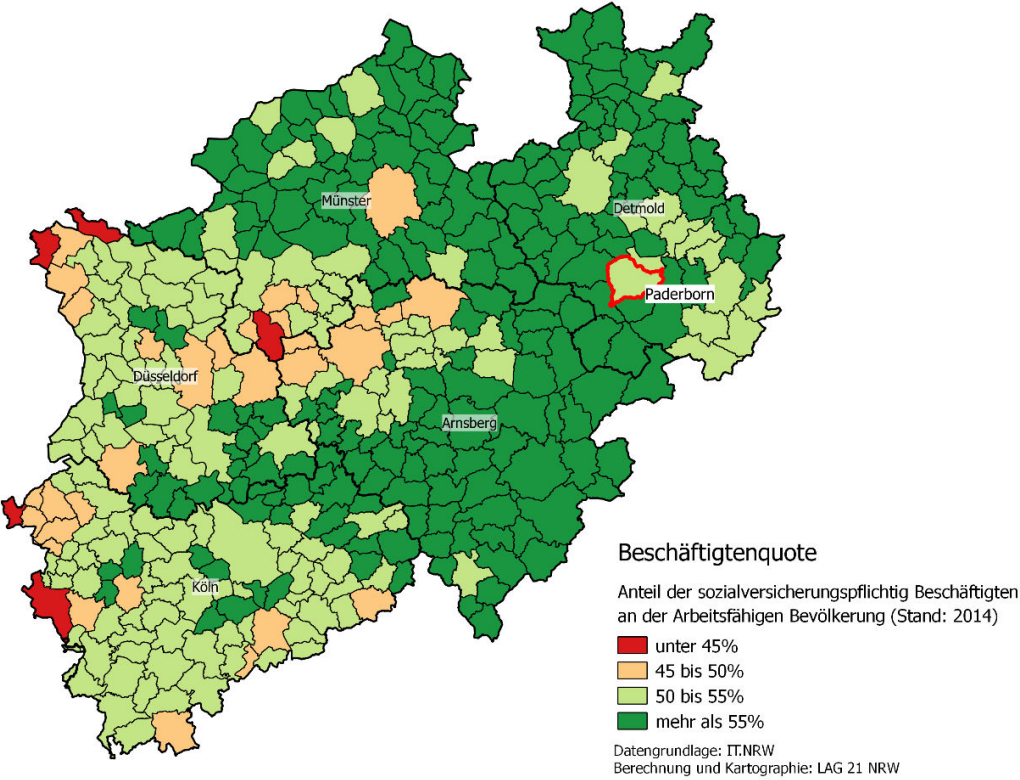 Münster
Detmold
Paderborn
Düsseldorf
Arnsberg
Köln
Beschäftigtenquote
Anteil der sozialversicherungspflichtig Beschäftigten
an der Arbeitsfähigen Bevölkerung (Stand: 2014)
unter 45%
45 bis 50%
50 bis 55%
mehr als 55%
Datengrundlage: IT.NRW
Berechnung und Kartographie: LAG 21 NRW